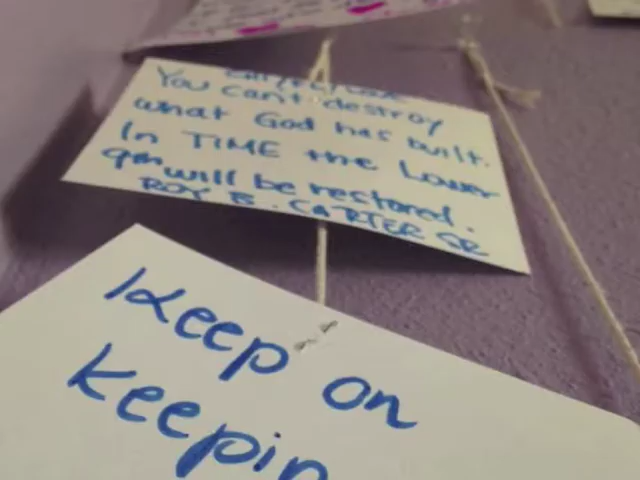 You can't destroy
what God has built.
In TIME the Lower
9th will be restored.
ROY B. CARTER SR
Keep on
Keepin